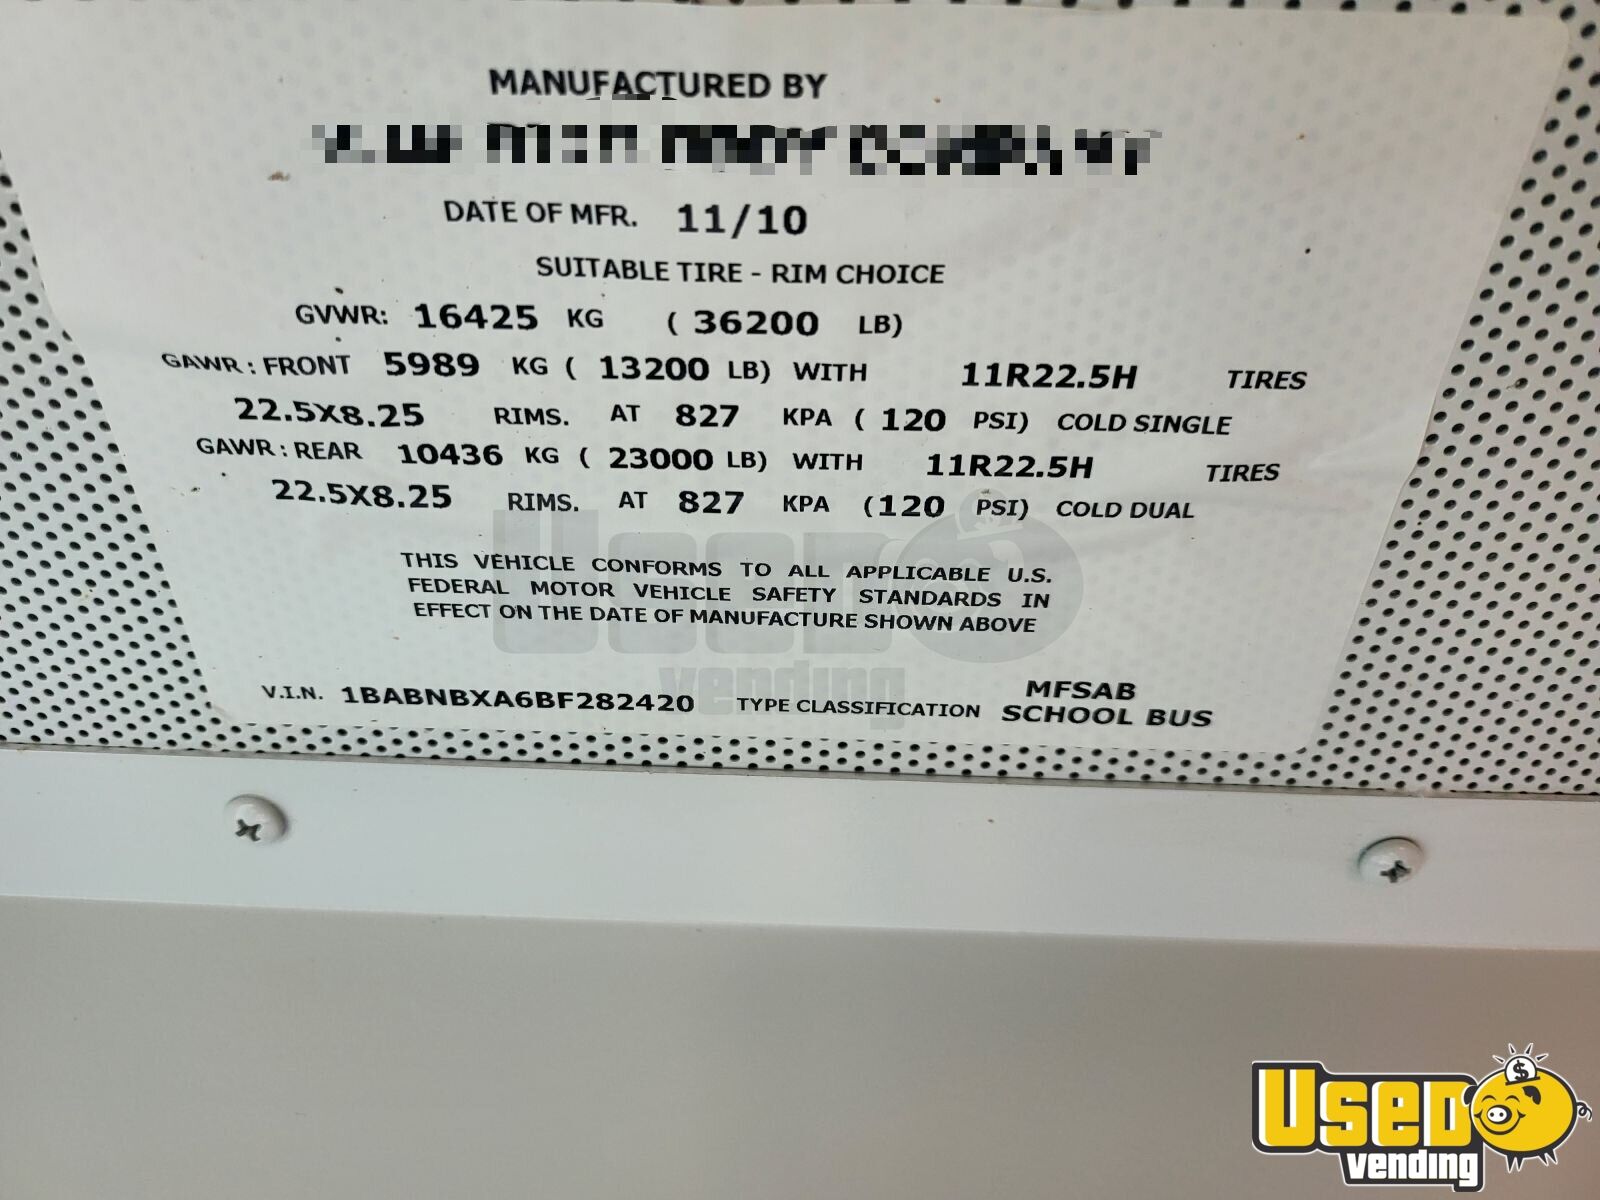 MANUFACTURED BY
DATE OF MFR. 11/10
SUITABLE TIRE - RIM CHOICE
GVWR: 16425 KG ( 36200 LB)
GAWR : FRONT 5989 KG ( 13200 LB) WITH 11R22.5H TIRES
22.5X8.25 RIMS. AT 827 KPA ( 120 PSI) COLD SINGLE
GAWR : REAR 10436 KG ( 23000 LB) WITH 11R22.5H TIRES
22.5X8.25 RIMS. AT 827 KPA (120 PSI) COLD DUAL
THIS VEHICLE CONFORMS TO ALL APPLICABLE U.S.
FEDERAL MOTOR VEHICLE SAFETY STANDARDS IN
EFFECT ON THE DATE OF MANUFACTURE SHOWN ABOVE
V.I.N. 1BABNBXA6BF282420 TYPE CLASSIFICATION MFSAB
SCHOOL BUS
USED
vending
USED
vending